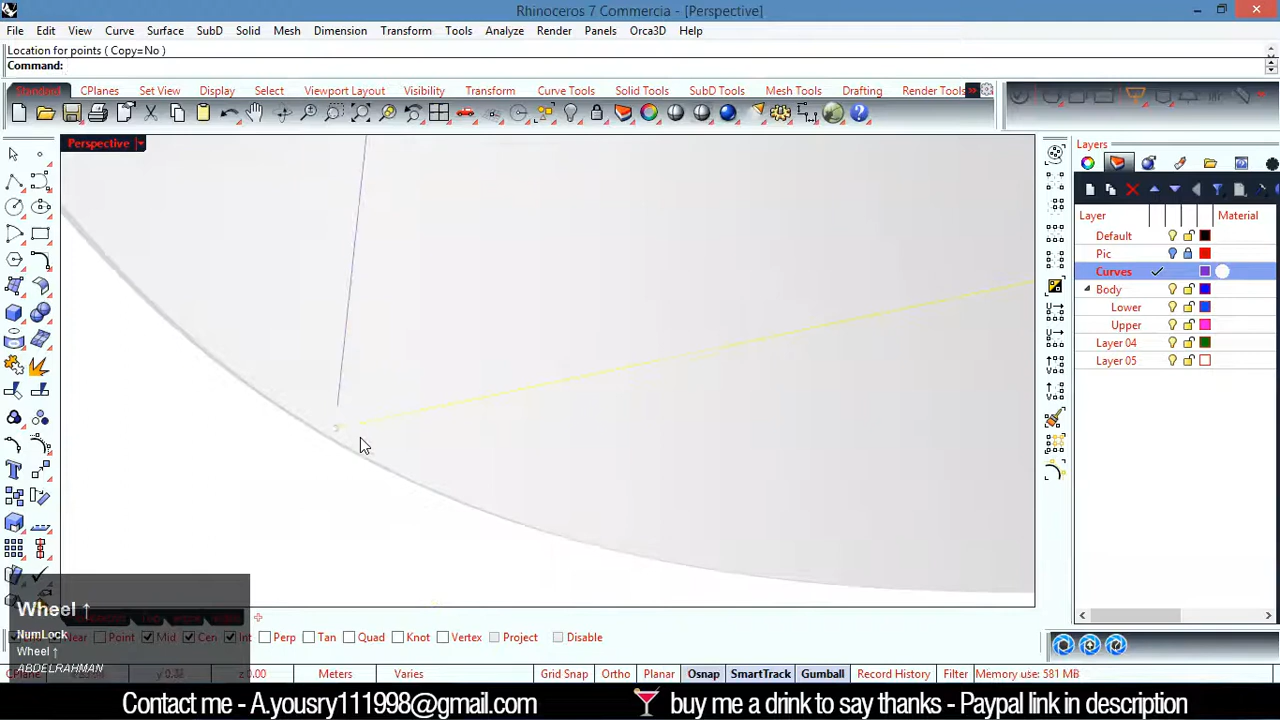 Rhinoceros 7 Commercia - [Perspective]
File Edit View Curve Surface SubD Solid Mesh Dimension Transform Tools Analyze Render Panels Orca3D Help
Location for points ( Copy=No )
Command:
Standard CPlanes Set View Display Select Viewport Layout Visibility Transform Curve Tools Solid Tools SubD Tools Mesh Tools Drafting Render Tools
Perspective
Layers
Layer Material
Default
Pic
Curves
Body
Lower
Upper
Layer 04
Layer 05
Wheel ↑
NumLock
Wheel ↑
ABDELRAHMAN
Near Point Mid Cen Int Perp Tan Quad Knot Vertex Project Disable
z 0.00 Meters Varies Grid Snap Ortho Planar Osnap SmartTrack Gumball Record History Filter Memory use: 581 MB
Contact me - A.yousry111998@gmail.com buy me a drink to say thanks - Paypal link in description